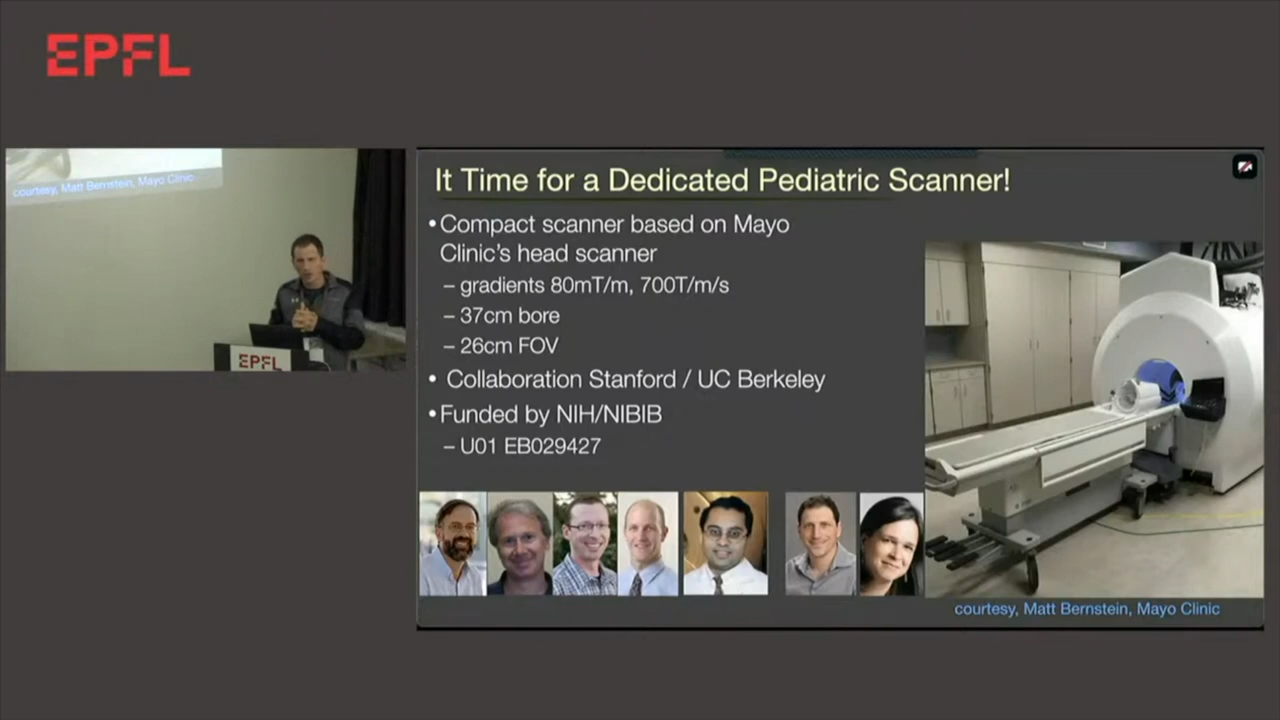 EPFL
courtesy, Matt Bernstein, Mayo Clinic
EPFL
It Time for a Dedicated Pediatric Scanner!
•Compact scanner based on Mayo
Clinic's head scanner
– gradients 80mT/m, 700T/m/s
– 37cm bore
– 26cm FOV
• Collaboration Stanford / UC Berkeley
•Funded by NIH/NIBIB
– U01 EB029427
courtesy, Matt Bernstein, Mayo Clinic